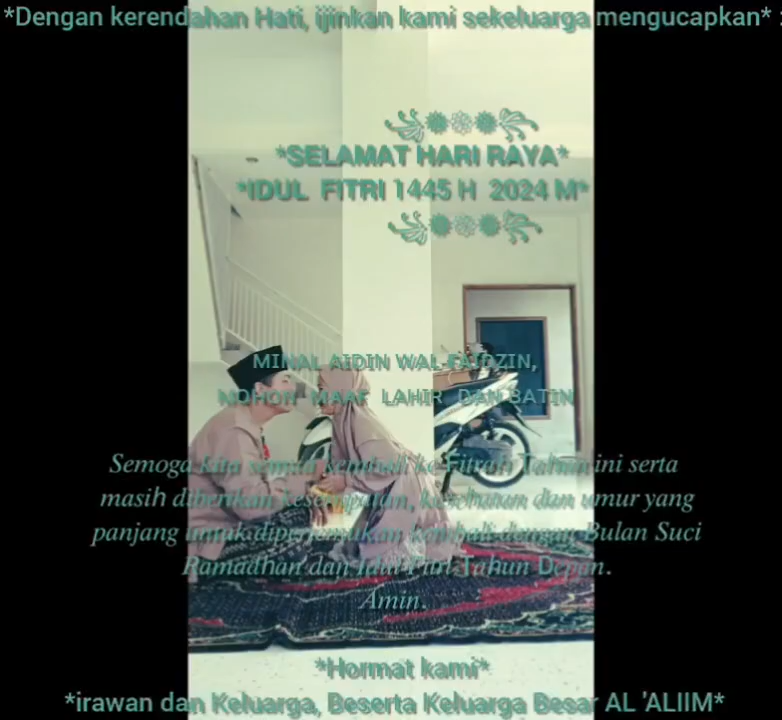 *Dengan kerendahan Hati, ijinkan kami sekeluarga mengucapkan* :
*SELAMAT HARI RAYA*
*IDUL FITRI 1445 H 2024 M*
MINAL AIDIN WAL-FAIDZIN,
MOHON MAAF LAHIR DAN BATIN
Semoga kita semua kembali ke Fitrah Tahun ini serta
masih diberikan kesempatan, kesehatan dan umur yang
panjang untuk dipertemukan kembali dengan Bulan Suci
Ramadhan dan Idul Fitri Tahun Depan.
Amin.
*Hormat kami*
*irawan dan Keluarga, Beserta Keluarga Besar AL 'ALIIM*